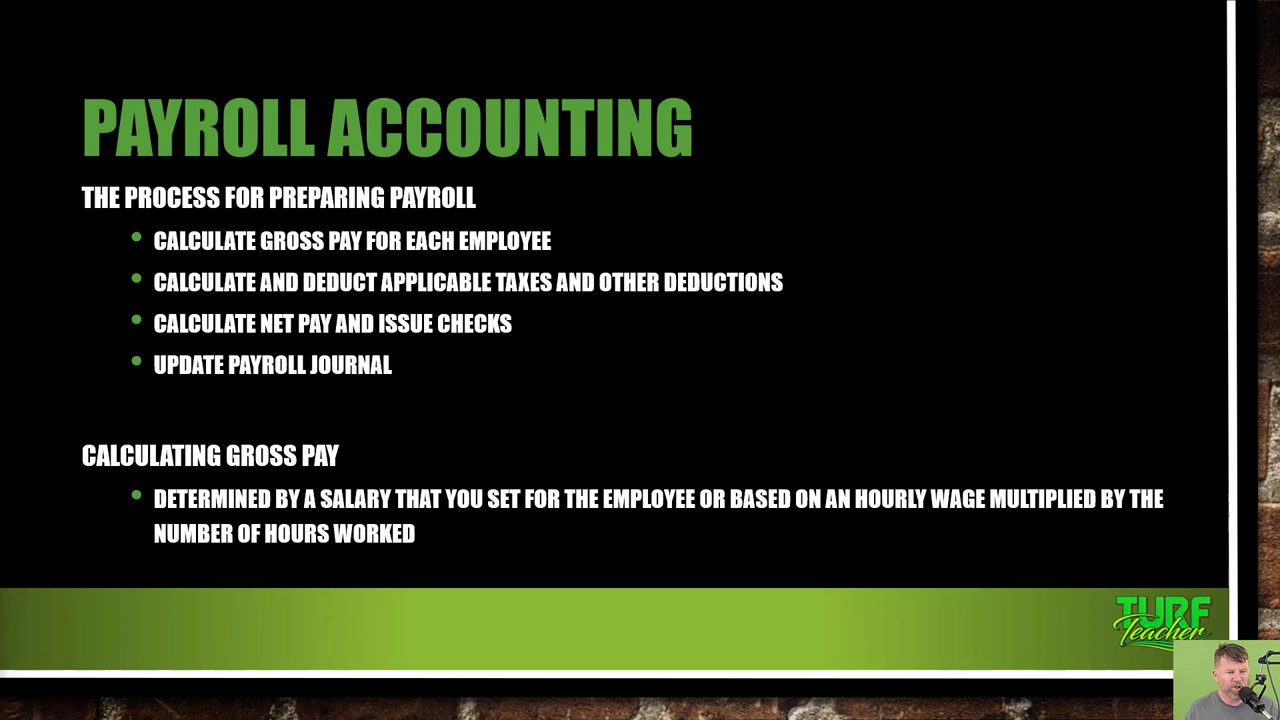 PAYROLL ACCOUNTING
THE PROCESS FOR PREPARING PAYROLL
• CALCULATE GROSS PAY FOR EACH EMPLOYEE
• CALCULATE AND DEDUCT APPLICABLE TAXES AND OTHER DEDUCTIONS
• CALCULATE NET PAY AND ISSUE CHECKS
• UPDATE PAYROLL JOURNAL
CALCULATING GROSS PAY
• DETERMINED BY A SALARY THAT YOU SET FOR THE EMPLOYEE OR BASED ON AN HOURLY WAGE MULTIPLIED BY THE
NUMBER OF HOURS WORKED
TURF
Teacher